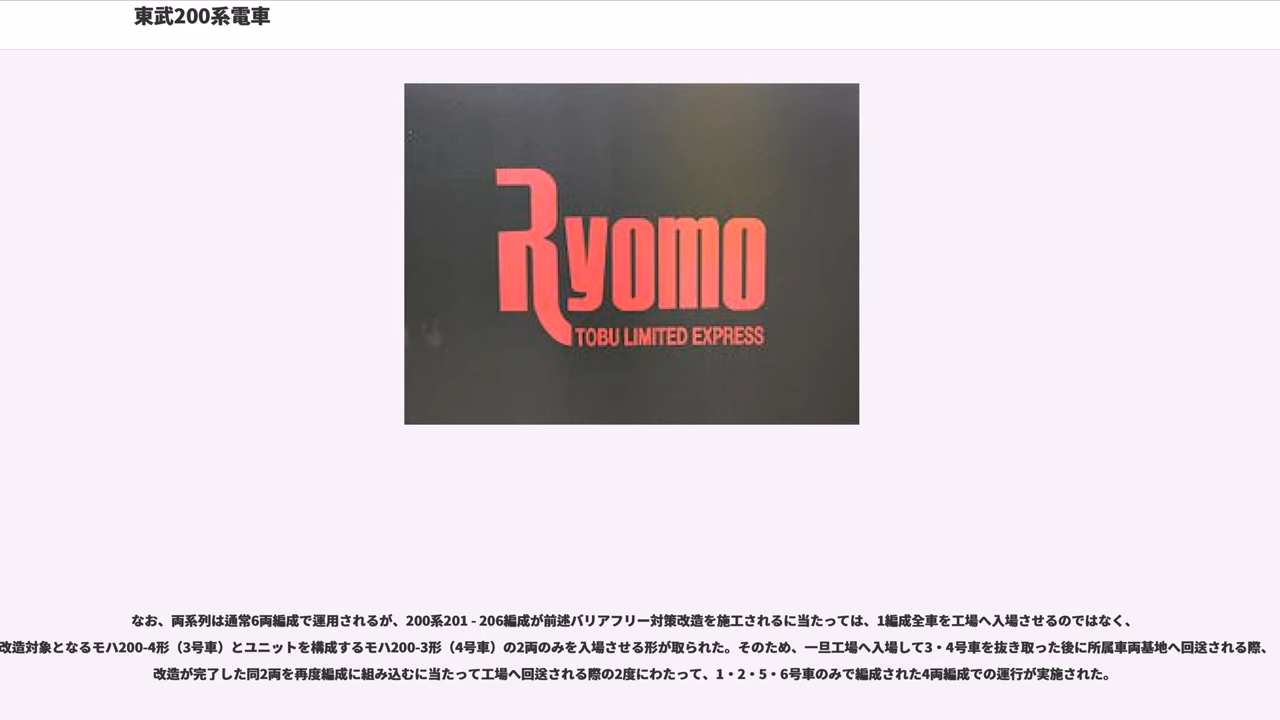 東武200系電車
Ryomo
TOBU LIMITED EXPRESS
なお、両系列は通常6両編成で運用されるが、200系201 - 206編成が前述バリアフリー対策改造を施工されるに当たっては、1編成全車を工場へ入場させるのではなく、
改造対象となるモハ200-4形（3号車）とユニットを構成するモハ200-3形（4号車）の2両のみを入場させる形が取られた。そのため、一旦工場へ入場して3・4号車を抜き取った後に所属車両基地へ回送される際、
改造が完了した同2両を再度編成に組み込むに当たって工場へ回送される際の2度にわたって、1・2・5・6号車のみで編成された4両編成での運行が実施された。